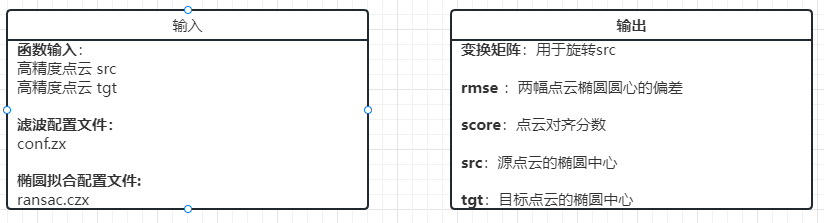 输入
函数输入：
高精度点云 src
高精度点云 tgt
滤波配置文件：
conf.zx
椭圆拟合配置文件:
ransac.czx
输出
变换矩阵：用于旋转src
rmse ：两幅点云椭圆圆心的偏差
score：点云对齐分数
src：源点云的椭圆中心
tgt：目标点云的椭圆中心